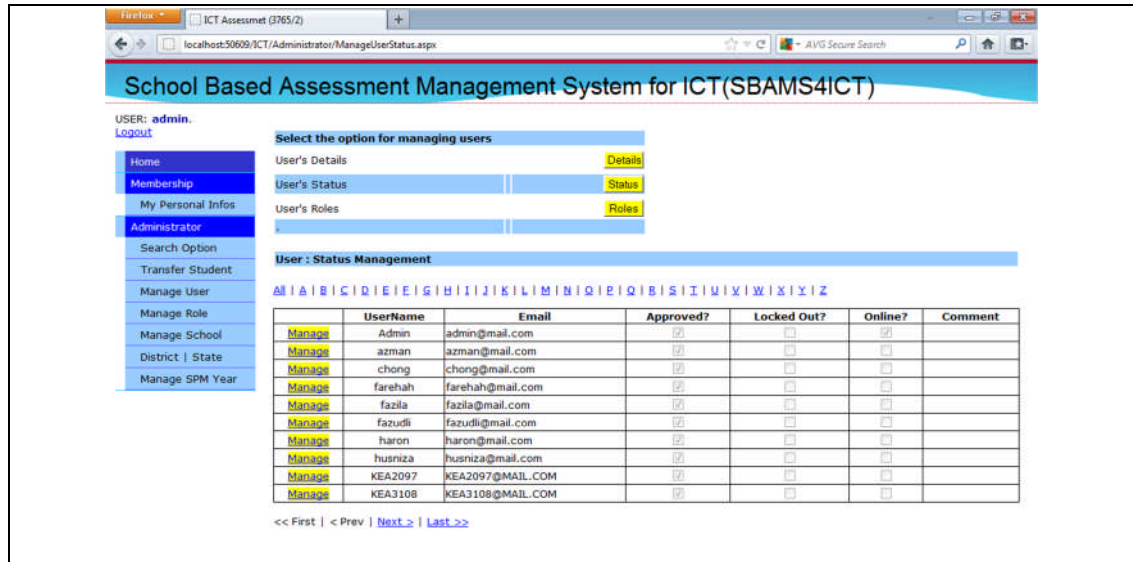 Firefox
ICT Assessmet (3765/2)
localhost:50609/ICT/Administrator/ManageUserStatus.aspx
AVG Secure Search
School Based Assessment Management System for ICT(SBAMS4ICT)
USER: admin.
Logout
Home
Membership
My Personal Infos
Administrator
Search Option
Transfer Student
Manage User
Manage Role
Manage School
District | State
Manage SPM Year
Select the option for managing users
User's Details Details
User's Status Status
User's Roles Roles
.
User : Status Management
All | A | B | C | D | E | F | G | H | I | J | K | L | M | N | O | P | Q | R | S | T | U | V | W | X | Y | Z
UserName Email Approved? Locked Out? Online? Comment
Manage Admin admin@mail.com
Manage azman azman@mail.com
Manage chong chong@mail.com
Manage farehah farehah@mail.com
Manage fazila fazila@mail.com
Manage fazudli fazudli@mail.com
Manage haron haron@mail.com
Manage husniza husniza@mail.com
Manage KEA2097 KEA2097@MAIL.COM
Manage KEA3108 KEA3108@MAIL.COM
<< First | < Prev | Next > | Last >>